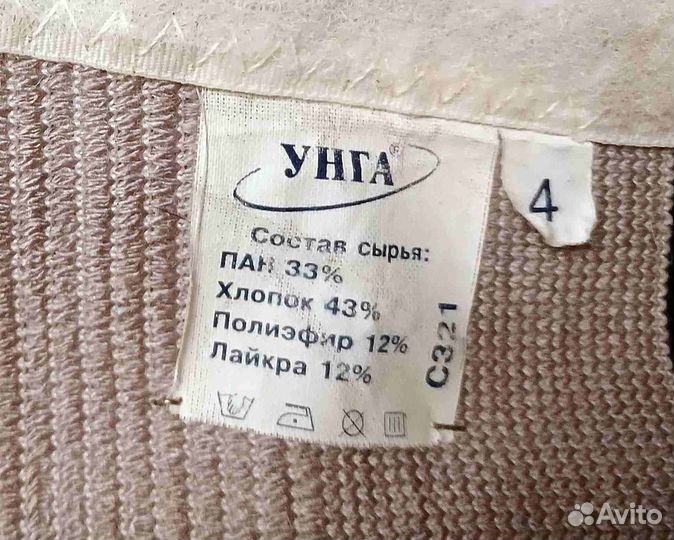 УНГА®
4
Состав сырья:
ПАН 33%
Хлопок 43%
Полиэфир 12%
Лайкра 12%
С321
Avito